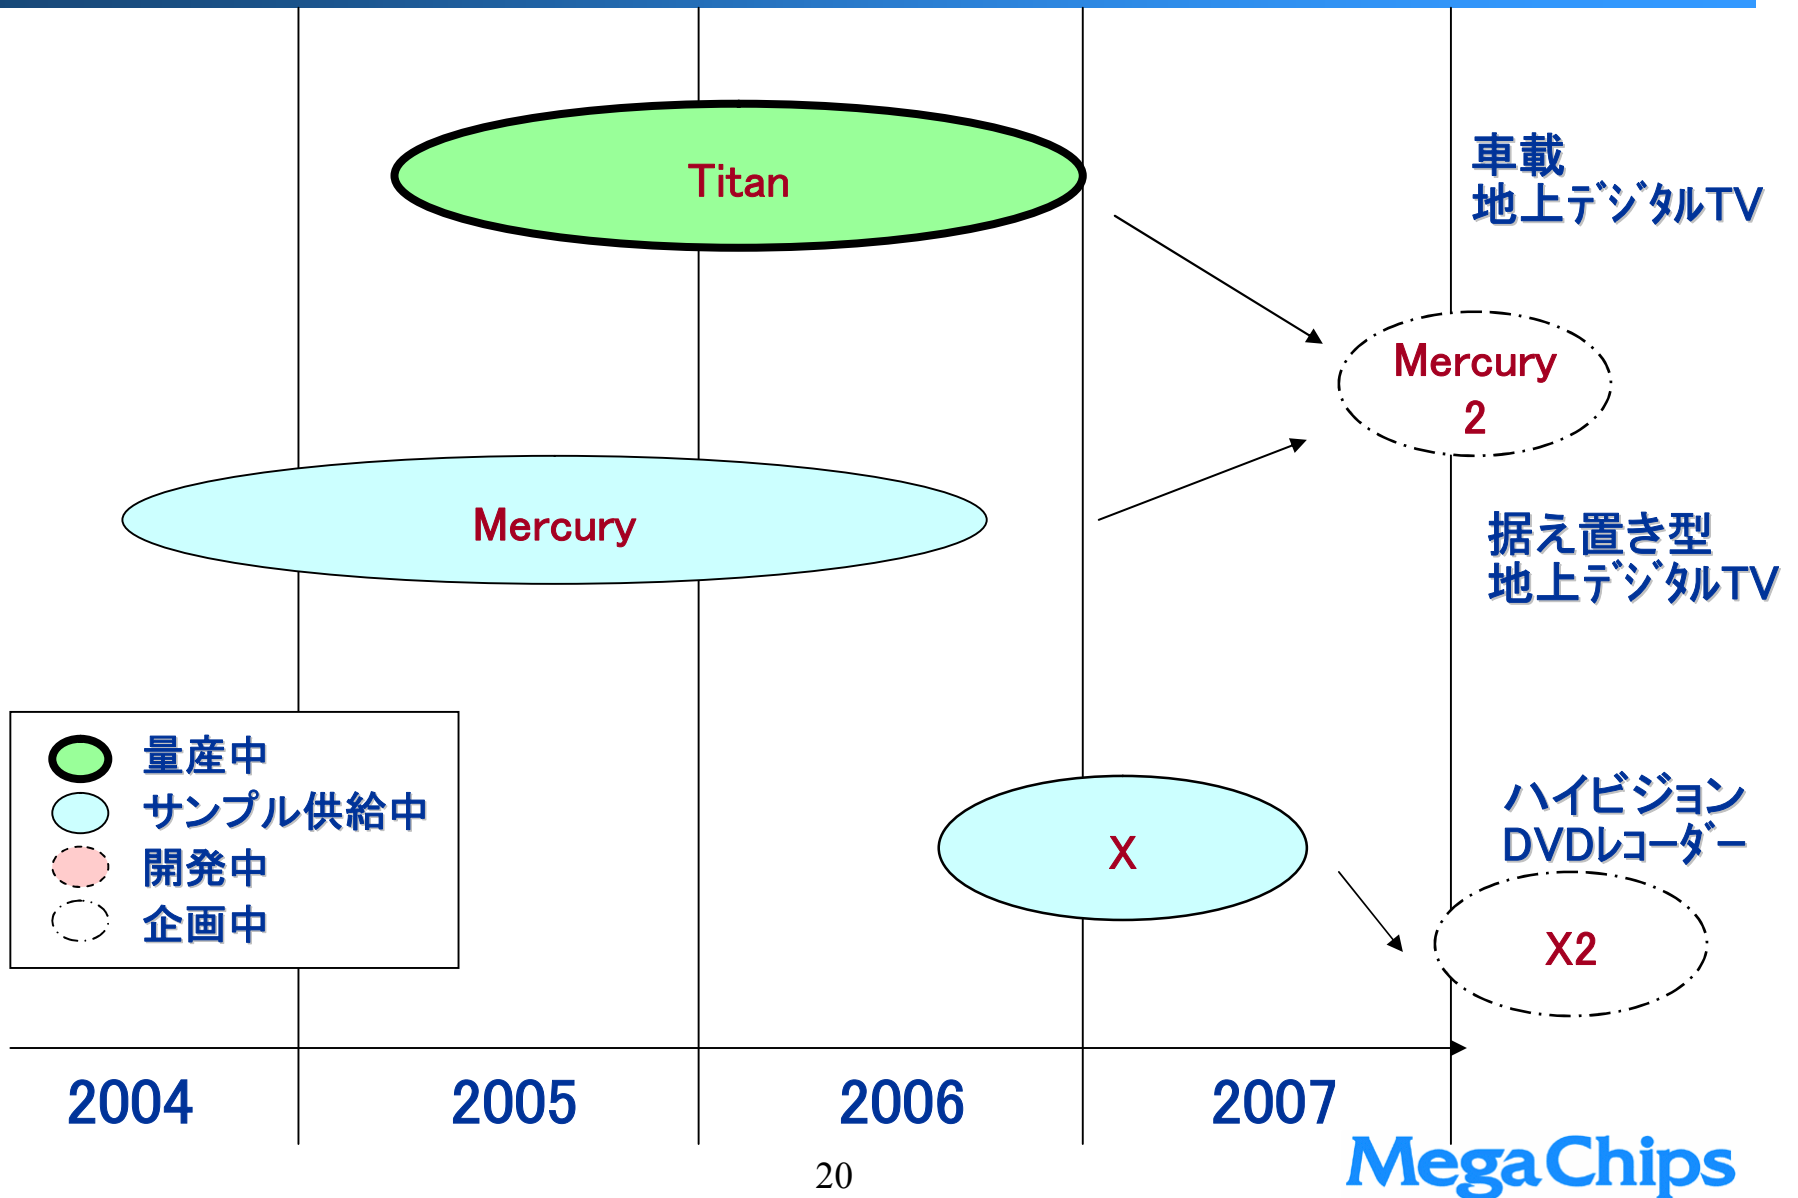 Titan
車載
地上デジタルTV
Mercury
2
Mercury
据え置き型
地上デジタルTV
量産中
サンプル供給中
開発中
企画中
X
ハイビジョン
DVDレコーダー
X2
2004
2005
2006
2007
20
MegaChips